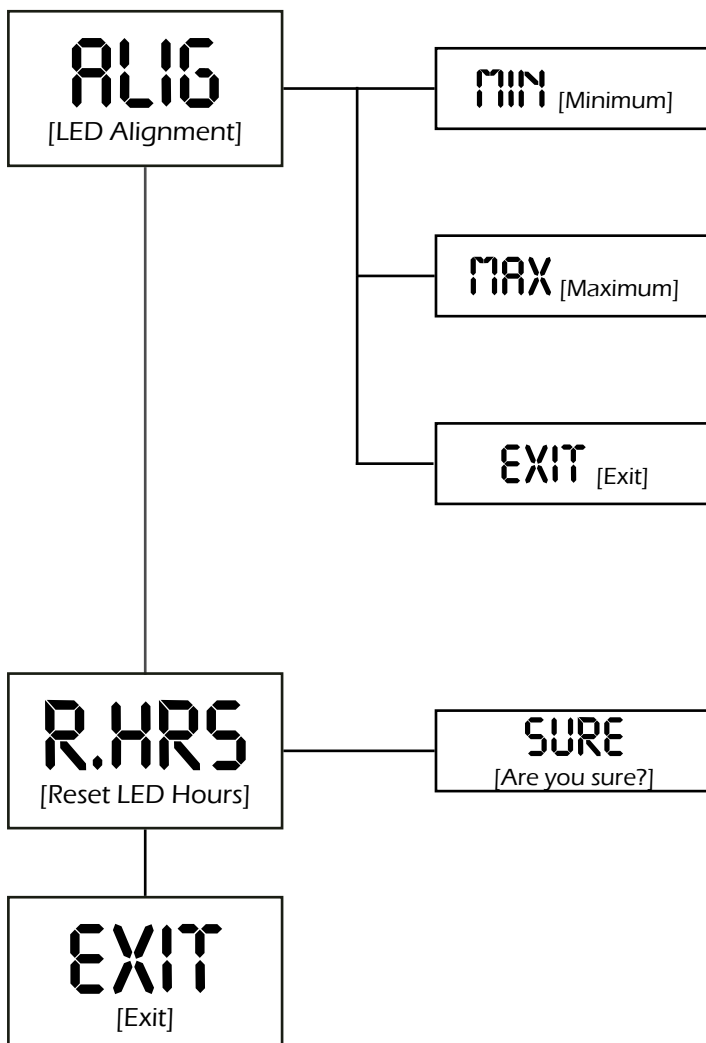 ALIG
[LED Alignment]
MIN [Minimum]
MAX [Maximum]
EXIT [Exit]
R.HRS
[Reset LED Hours]
SURE
[Are you sure?]
EXIT
[Exit]